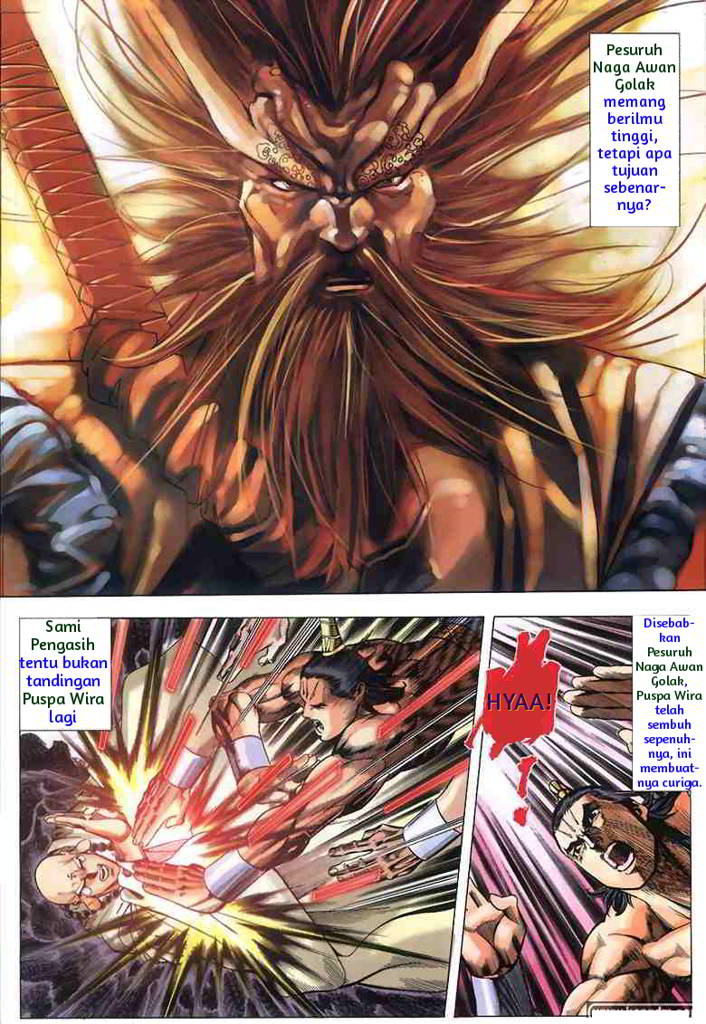 Pesuruh
Naga Awan
Golak
memang
berilmu
tinggi,
tetapi apa
tujuan
sebenar-
nya?
Sami
Pengasih
tentu bukan
tandingan
Puspa Wira
lagi
HYAA!
!
Disebab-
kan
Pesuruh
Naga Awan
Golak,
Puspa Wira
telah
sembuh
sepenuh-
nya, ini
membuat-
nya curiga.